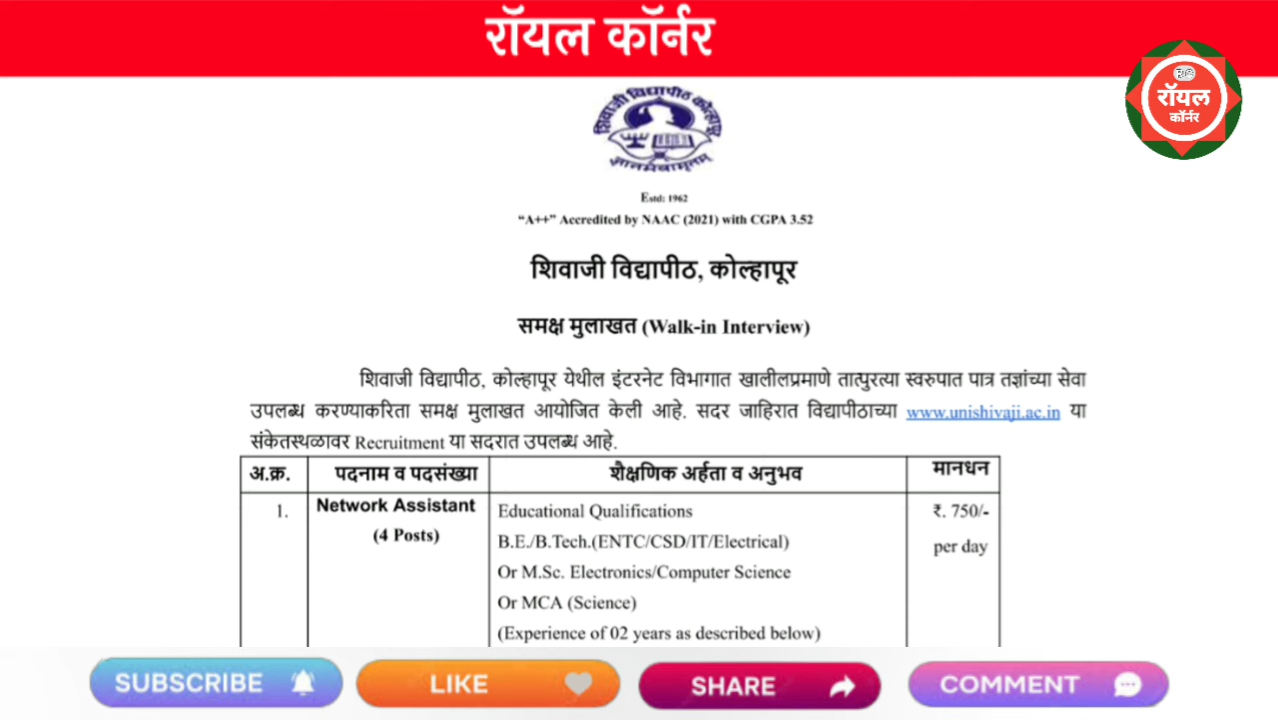 रॉयल कॉर्नर
RC
रॉयल
कॉर्नर
शिवाजी विद्यापीठ कोल्हापूर
ज्ञानमेवामृतम्
Estd: 1962
“A++” Accredited by NAAC (2021) with CGPA 3.52
शिवाजी विद्यापीठ, कोल्हापूर
समक्ष मुलाखत (Walk-in Interview)
शिवाजी विद्यापीठ, कोल्हापूर येथील इंटरनेट विभागात खालीलप्रमाणे तात्पुरत्या स्वरुपात पात्र तज्ञांच्या सेवा
उपलब्ध करण्याकरिता समक्ष मुलाखत आयोजित केली आहे. सदर जाहिरात विद्यापीठाच्या www.unishivaji.ac.in या
संकेतस्थळावर Recruitment या सदरात उपलब्ध आहे.
अ.क्र. पदनाम व पदसंख्या शैक्षणिक अर्हता व अनुभव मानधन
1. Network Assistant Educational Qualifications ₹. 750/-
(4 Posts) B.E./B.Tech.(ENTC/CSD/IT/Electrical) per day
Or M.Sc. Electronics/Computer Science
Or MCA (Science)
(Experience of 02 years as described below)
SUBSCRIBE LIKE SHARE COMMENT